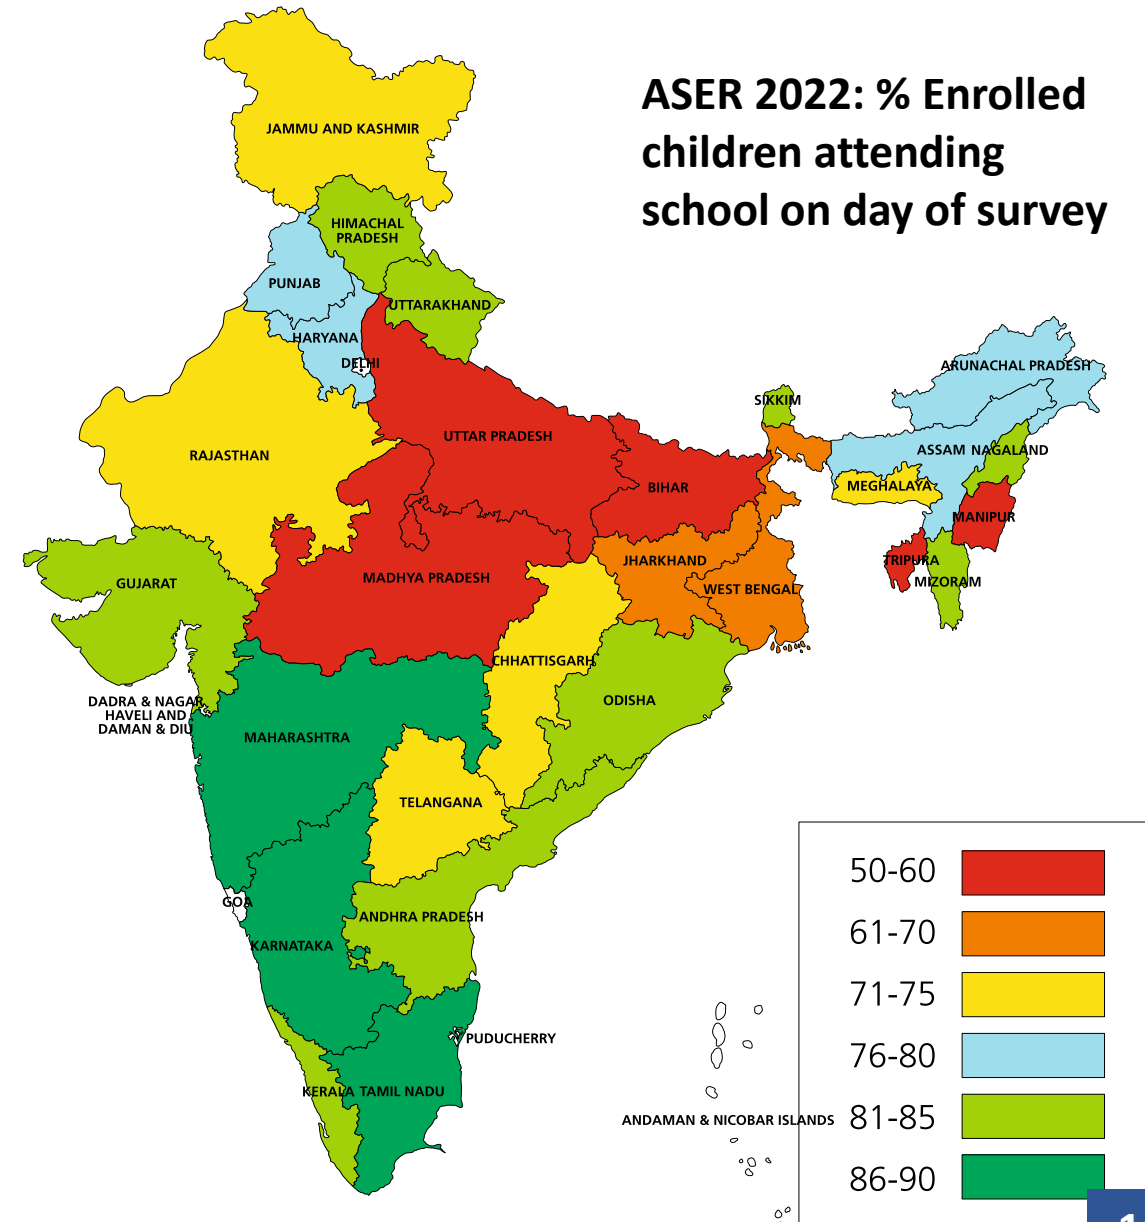 ASER 2022: % Enrolled
children attending
school on day of survey
JAMMU AND KASHMIR
HIMACHAL
PRADESH
PUNJAB
UTTARAKHAND
HARYANA
DELHI
ARUNACHAL PRADESH
SIKKIM
RAJASTHAN
UTTAR PRADESH
ASSAM
NAGALAND
BIHAR
MEGHALAYA
MANIPUR
JHARKHAND
TRIPURA
GUJARAT
MADHYA PRADESH
WEST BENGAL
MIZORAM
CHHATTISGARH
ODISHA
DADRA & NAGAR
HAVELI AND
DAMAN & DIU
MAHARASHTRA
TELANGANA
GOA
ANDHRA PRADESH
KARNATAKA
PUDUCHERRY
KERALA
TAMIL NADU
ANDAMAN & NICOBAR ISLANDS
50-60
61-70
71-75
76-80
81-85
86-90